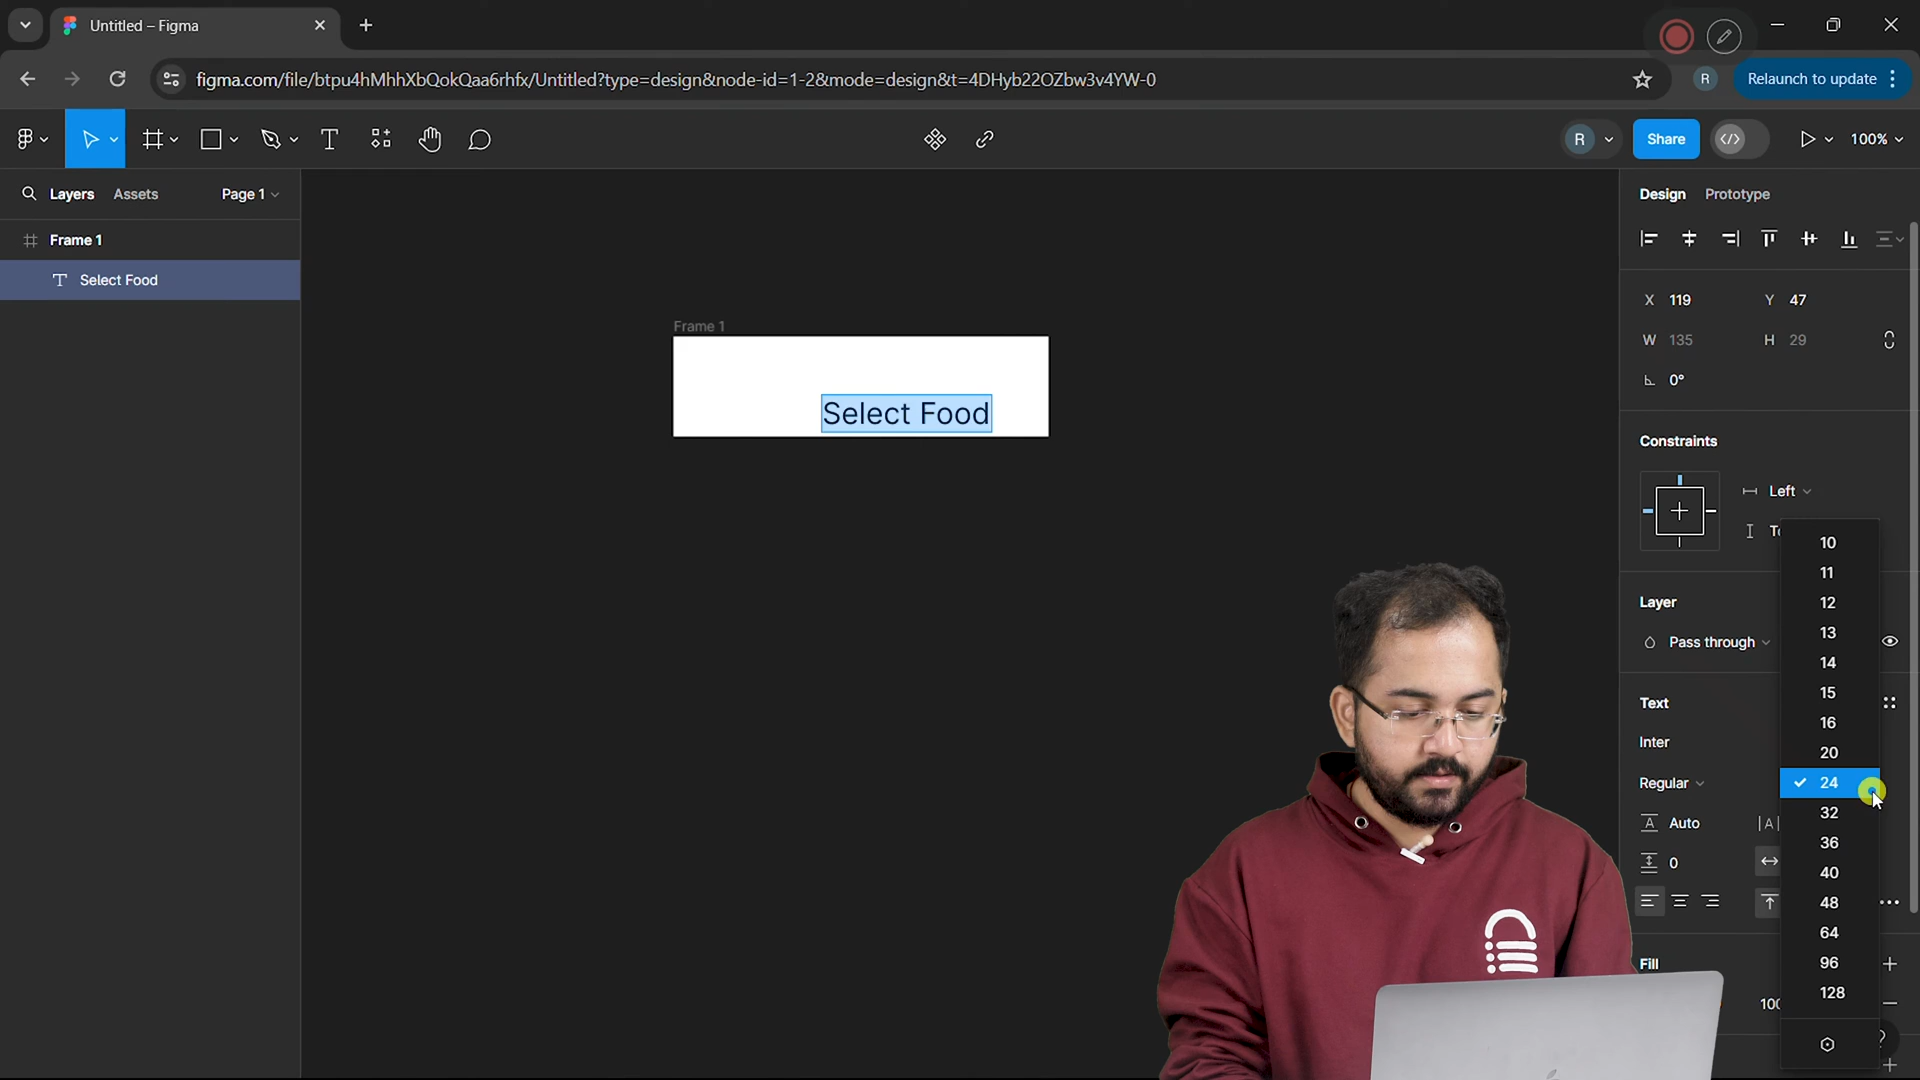 Untitled – Figma
figma.com/file/btpu4hMhhXbQokQaa6rhfx/Untitled?type=design&node-id=1-2&mode=design&t=4DHyb22OZbw3v4YW-0
R
Relaunch to update
R
Share
100%
Layers
Assets
Page 1
Design
Prototype
Frame 1
Select Food
Frame 1
Select Food
X 119
Y 47
W 135
H 29
0°
Constraints
Left
Layer
Pass through
Text
Inter
Regular
Auto
0
Fill
10
11
12
13
14
15
16
20
24
32
36
40
48
64
96
128